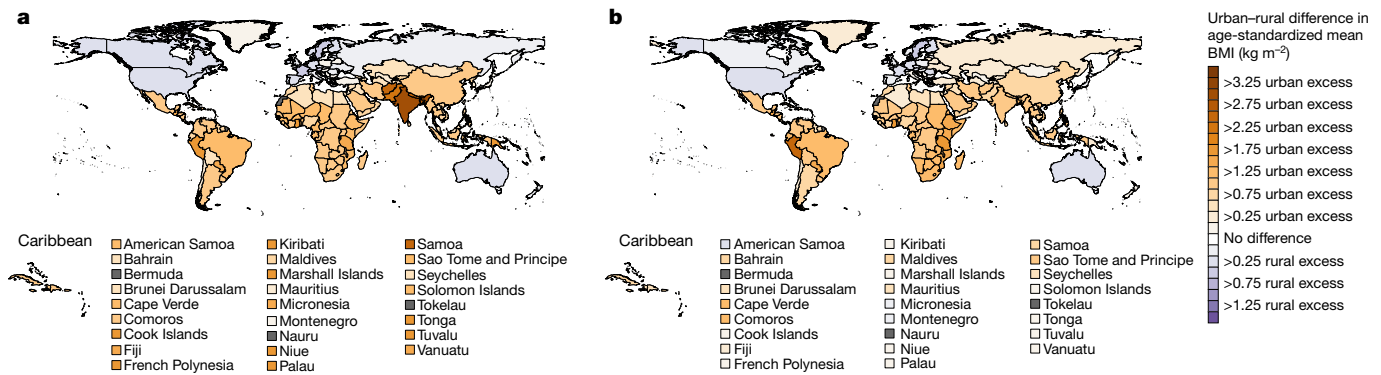 a
Caribbean
American Samoa
Bahrain
Bermuda
Brunei Darussalam
Cape Verde
Comoros
Cook Islands
Fiji
French Polynesia
Kiribati
Maldives
Marshall Islands
Mauritius
Micronesia
Montenegro
Nauru
Niue
Palau
Samoa
Sao Tome and Principe
Seychelles
Solomon Islands
Tokelau
Tonga
Tuvalu
Vanuatu
b
Caribbean
American Samoa
Bahrain
Bermuda
Brunei Darussalam
Cape Verde
Comoros
Cook Islands
Fiji
French Polynesia
Kiribati
Maldives
Marshall Islands
Mauritius
Micronesia
Montenegro
Nauru
Niue
Palau
Samoa
Sao Tome and Principe
Seychelles
Solomon Islands
Tokelau
Tonga
Tuvalu
Vanuatu
Urban–rural difference in
age-standardized mean
BMI (kg m⁻²)
>3.25 urban excess
>2.75 urban excess
>2.25 urban excess
>1.75 urban excess
>1.25 urban excess
>0.75 urban excess
>0.25 urban excess
No difference
>0.25 rural excess
>0.75 rural excess
>1.25 rural excess